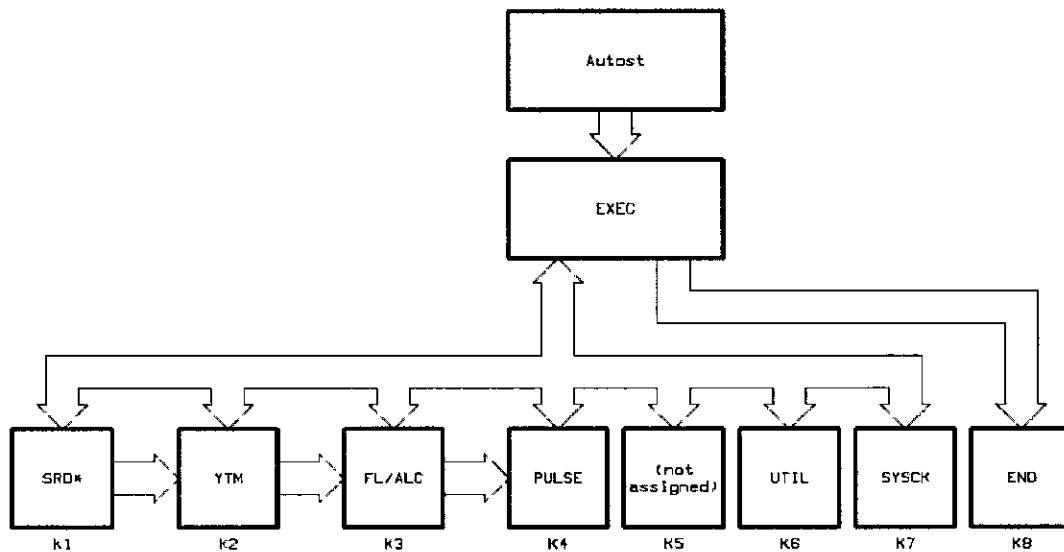 Autost
EXEC
SRD*
YTM
FL/ALC
PULSE
(not
assigned)
UTIL
SYSCK
END
K1
K2
K3
K4
K5
K6
K7
K8